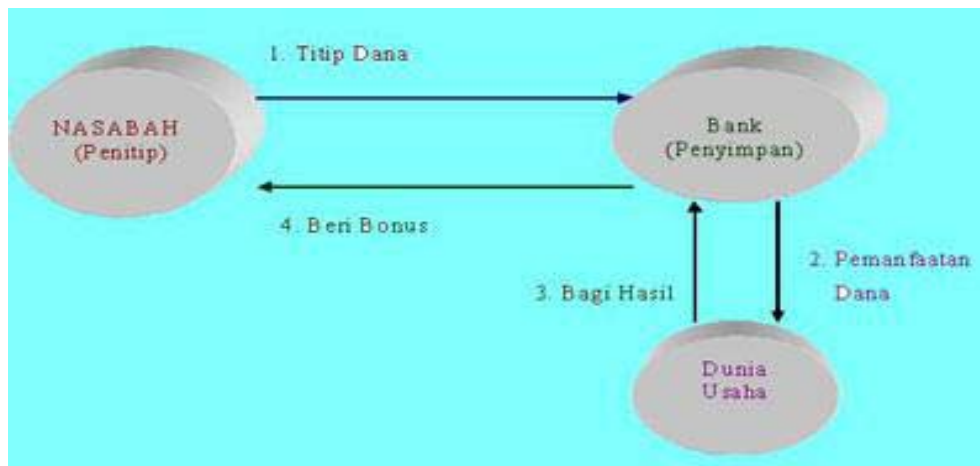 1. Titip Dana
NASABAH
(Penitip)
Bank
(Penyimpan)
4. Beri Bonus
3. Bagi Hasil
2. Pemanfaatan
Dana
Dunia
Usaha